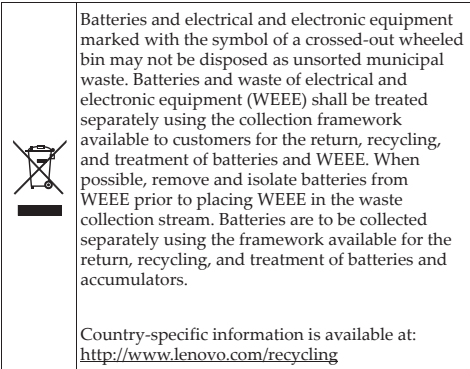 Batteries and electrical and electronic equipment
marked with the symbol of a crossed-out wheeled
bin may not be disposed as unsorted municipal
waste. Batteries and waste of electrical and
electronic equipment (WEEE) shall be treated
separately using the collection framework
available to customers for the return, recycling,
and treatment of batteries and WEEE. When
possible, remove and isolate batteries from
WEEE prior to placing WEEE in the waste
collection stream. Batteries are to be collected
separately using the framework available for the
return, recycling, and treatment of batteries and
accumulators.
Country-specific information is available at:
http://www.lenovo.com/recycling